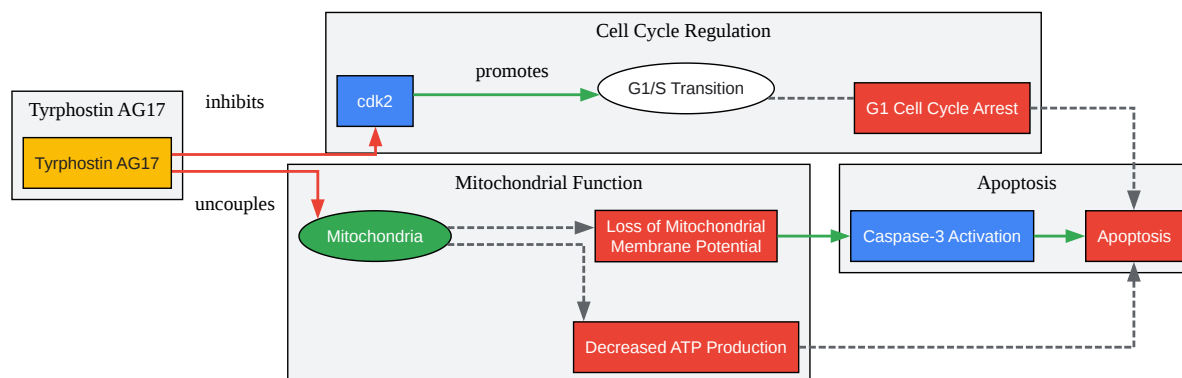 Cell Cycle Regulation
promotes
G1/S Transition
cdk2
inhibits
G1 Cell Cycle Arrest
Tyrphostin AG17
Tyrphostin AG17
uncouples
Mitochondrial Function
Apoptosis
Mitochondria
Loss of Mitochondrial
Membrane Potential
Caspase-3 Activation
Apoptosis
Decreased ATP Production